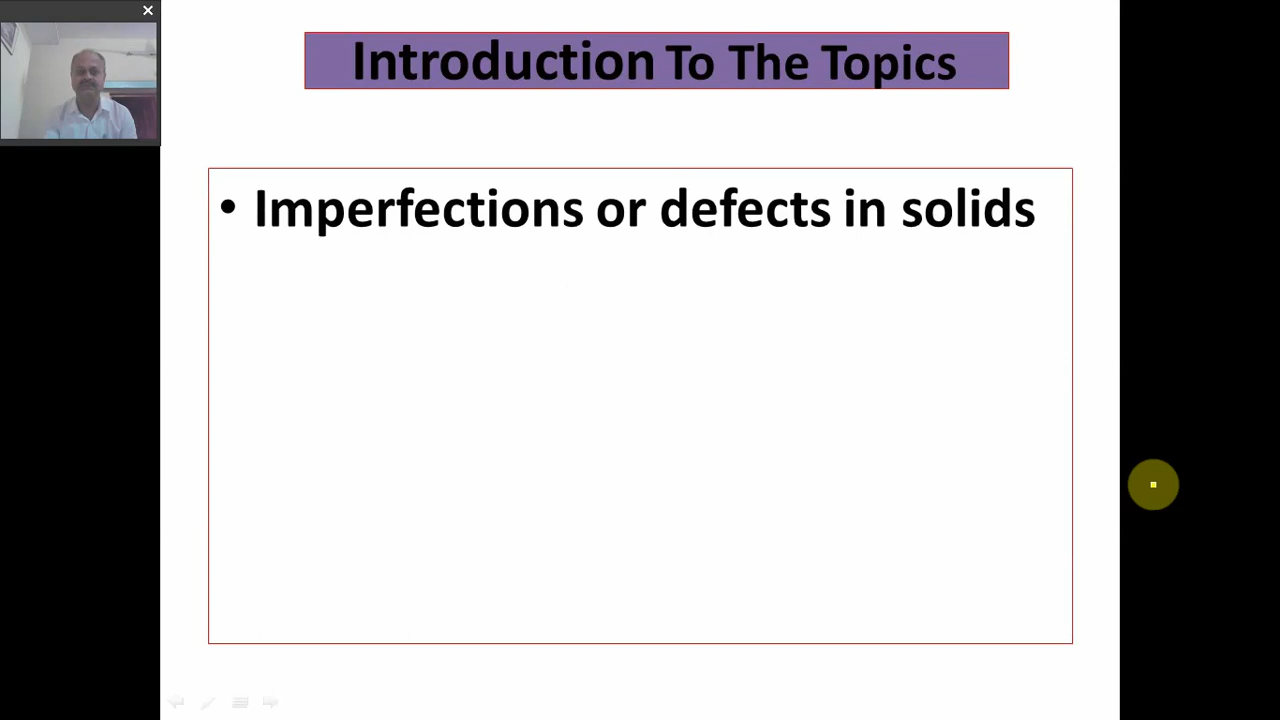 Introduction To The Topics
• Imperfections or defects in solids